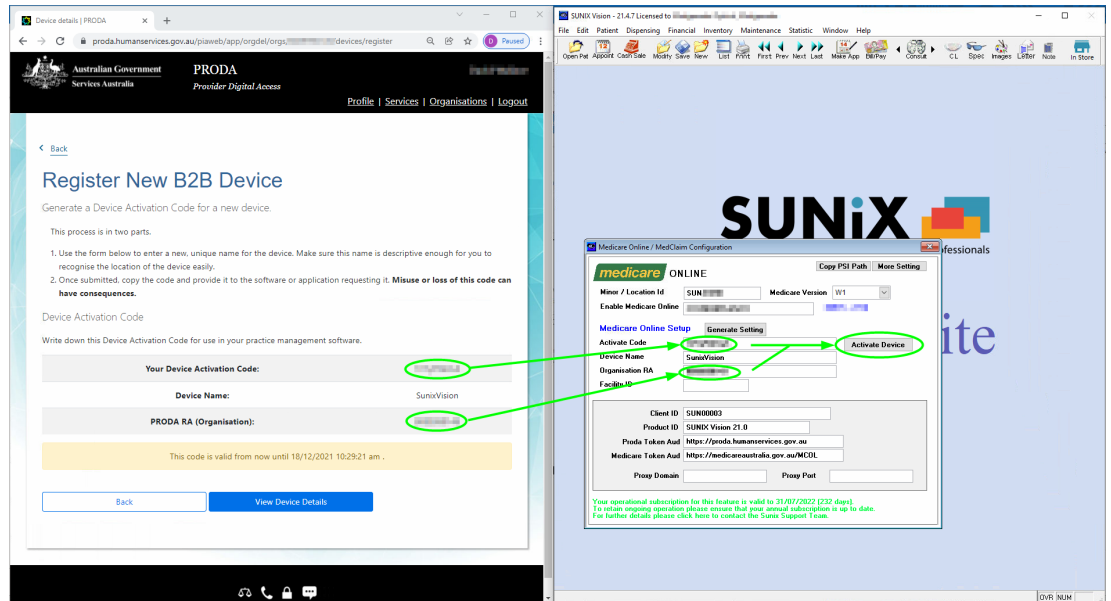 Device details | PRODA
proda.humanservices.gov.au/piaweb/app/orgdel/orgs, devices/register
D Paused
Australian Government
Services Australia
PRODA
Provider Digital Access
Profile | Services | Organisations | Logout
Back
Register New B2B Device
Generate a Device Activation Code for a new device.
This process is in two parts.
1. Use the form below to enter a new, unique name for the device. Make sure this name is descriptive enough for you to
recognise the location of the device easily.
2. Once submitted, copy the code and provide it to the software or application requesting it. Misuse or loss of this code can
have consequences.
Device Activation Code
Write down this Device Activation Code for use in your practice management software.
Your Device Activation Code:
Device Name: SunixVision
PRODA RA (Organisation):
This code is valid from now until 18/12/2021 10:29:21 am .
Back View Device Details
SUNIX Vision - 21.4.7 Licensed to
File Edit Patient Dispensing Financial Inventory Maintenance Statistic Window Help
Open Pat Appoint Cash Sale Modify Save New List Print First Prev Next Last Make App Bill/Pay Consult CL Spec Images Letter Note In Store
SUNiX
ofessionals
ite
Medicare Online / MedClaim Configuration
medicare ONLINE
Copy PSI Path More Setting
Minor / Location Id SUN Medicare Version W1
Enable Medicare Online
Medicare Online Setup Generate Setting
Activate Code Activate Device
Device Name SunixVision
Organisation RA
Facility ID
Client ID SUN00003
Product ID SUNIX Vision 21.0
Proda Token Aud https://proda.humanservices.gov.au
Medicare Token Aud https://medicareaustralia.gov.au/MCOL
Proxy Domain Proxy Port
Your operational subscription for this feature is valid to 31/07/2022 (232 days).
To retain ongoing operation please ensure that your annual subscription is up to date.
For further details please click here to contact the Sunix Support Team.
OVR NUM